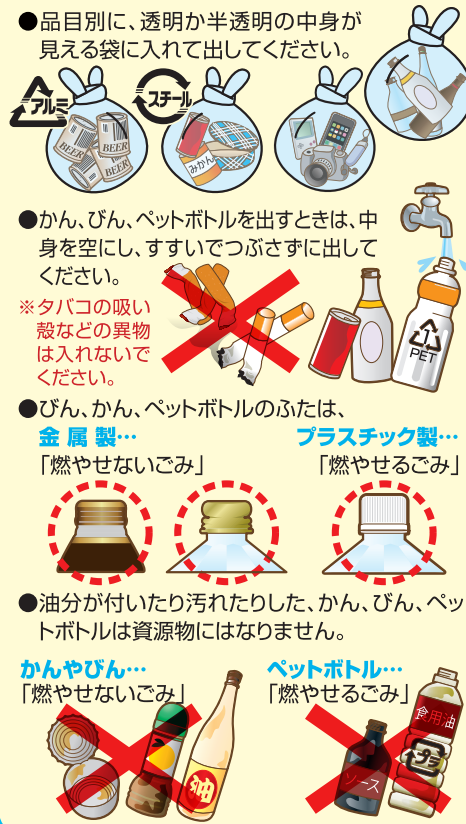 ●品目別に、透明か半透明の中身が
見える袋に入れて出してください。
アルミ
スチール
BEER
BEER
BEER
BEER
みかん
●かん、びん、ペットボトルを出すときは、中
身を空にし、すすいでつぶさずに出して
ください。
※タバコの吸い
殻などの異物
は入れないで
ください。
1
PET
●びん、かん、ペットボトルのふたは、
金属製…
「燃やせないごみ」
プラスチック製…
「燃やせるごみ」
●油分が付いたり汚れたりした、かん、びん、ペッ
トボトルは資源物にはなりません。
かんやびん…
「燃やせないごみ」
ペットボトル…
「燃やせるごみ」
油
ソース
食用油
プラ